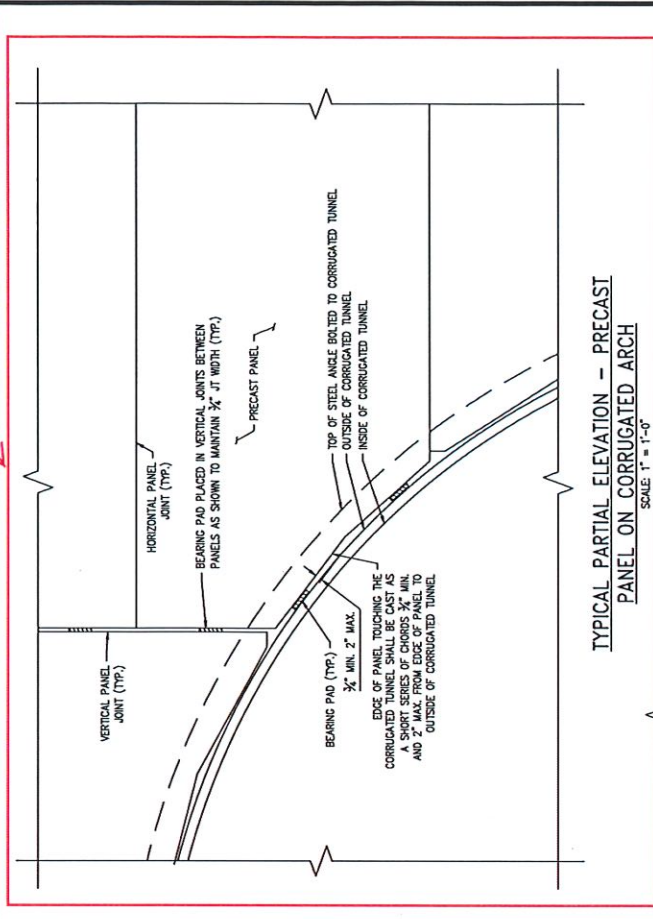 VERTICAL PANEL
JOINT (TYP.)
HORIZONTAL PANEL
JOINT (TYP.)
BEARING PAD PLACED IN VERTICAL JOINTS BETWEEN
PANELS AS SHOWN TO MAINTAIN ¾" JT WIDTH (TYP.)
PRECAST PANEL
TOP OF STEEL ANGLE BOLTED TO CORRUGATED TUNNEL
OUTSIDE OF CORRUGATED TUNNEL
INSIDE OF CORRUGATED TUNNEL
BEARING PAD (TYP.)
¾" MIN. 2" MAX.
EDGE OF PANEL TOUCHING THE
CORRUGATED TUNNEL SHALL BE CAST AS
A SHORT SERIES OF CHORDS ¾" MIN.
AND 2" MAX. FROM EDGE OF PANEL TO
OUTSIDE OF CORRUGATED TUNNEL
TYPICAL PARTIAL ELEVATION - PRECAST
PANEL ON CORRUGATED ARCH
SCALE: 1" = 1'-0"